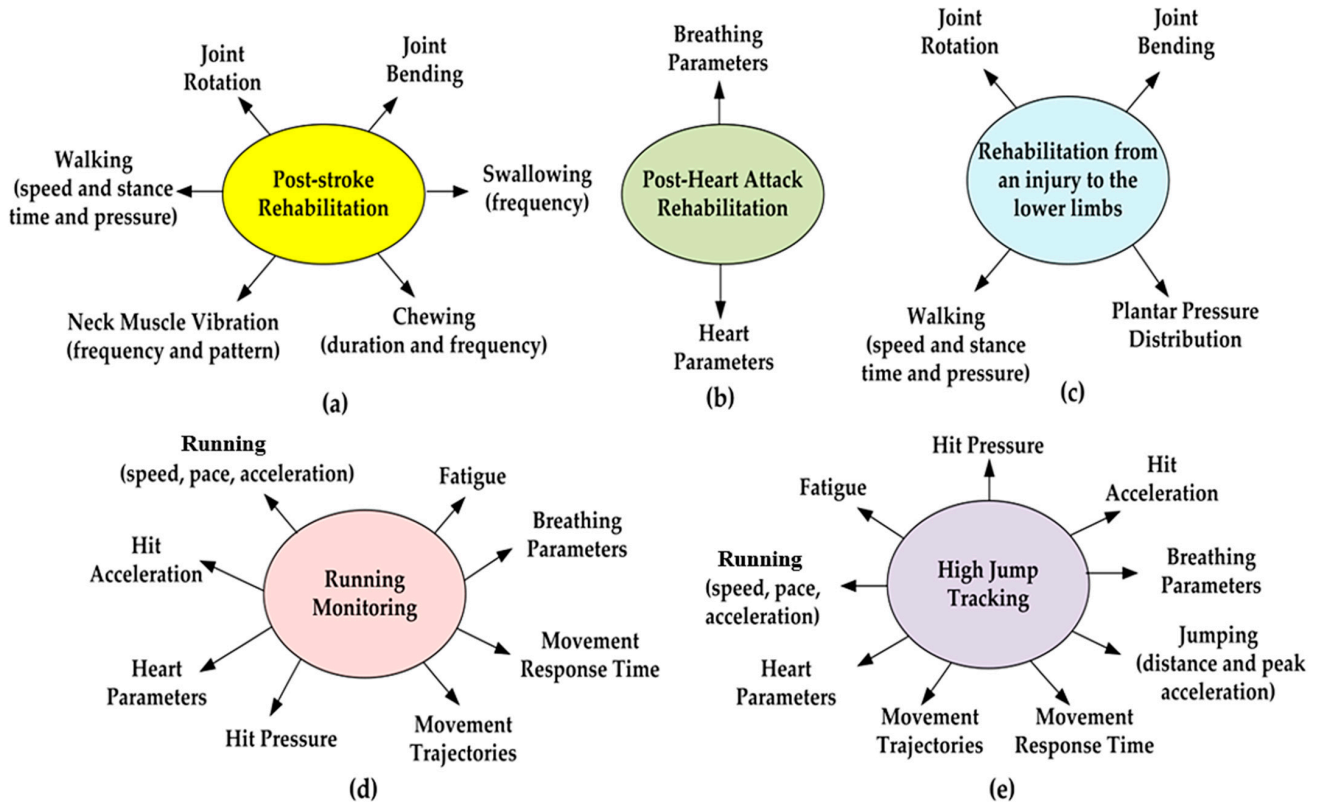 Joint
Rotation
Joint
Bending
Walking
(speed and stance
time and pressure)
Post-stroke
Rehabilitation
Swallowing
(frequency)
Neck Muscle Vibration
(frequency and pattern)
Chewing
(duration and frequency)
(a)
Breathing
Parameters
Post-Heart Attack
Rehabilitation
Heart
Parameters
(b)
Joint
Rotation
Joint
Bending
Rehabilitation from
an injury to the
lower limbs
Walking
(speed and stance
time and pressure)
Plantar Pressure
Distribution
(c)
Running
(speed, pace, acceleration)
Fatigue
Hit
Acceleration
Breathing
Parameters
Running
Monitoring
Heart
Parameters
Movement
Response Time
Hit Pressure
Movement
Trajectories
(d)
Hit Pressure
Fatigue
Hit
Acceleration
Running
(speed, pace,
acceleration)
High Jump
Tracking
Breathing
Parameters
Heart
Parameters
Jumping
(distance and peak
acceleration)
Movement
Trajectories
Movement
Response Time
(e)